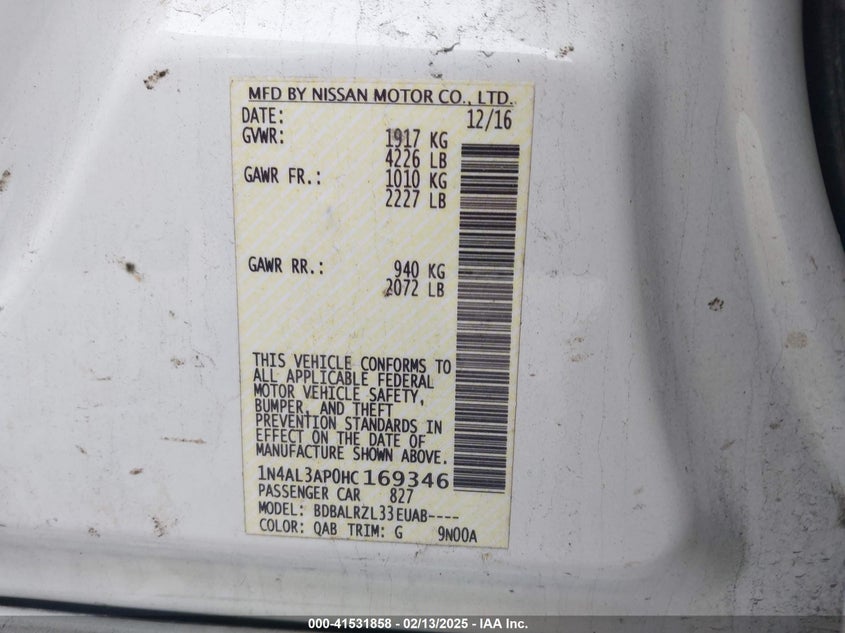 MFD BY NISSAN MOTOR CO., LTD.
DATE: 12/16
GVWR: 1917 KG
4226 LB
GAWR FR.: 1010 KG
2227 LB
GAWR RR.: 940 KG
2072 LB
THIS VEHICLE CONFORMS TO
ALL APPLICABLE FEDERAL
MOTOR VEHICLE SAFETY,
BUMPER, AND THEFT
PREVENTION STANDARDS IN
EFFECT ON THE DATE OF
MANUFACTURE SHOWN ABOVE.
1N4AL3AP0HC169346
PASSENGER CAR 827
MODEL: BDBALRZL33EUAB----
COLOR: QAB TRIM: G 9N00A
000-41531858 - 02/13/2025 - IAA Inc.